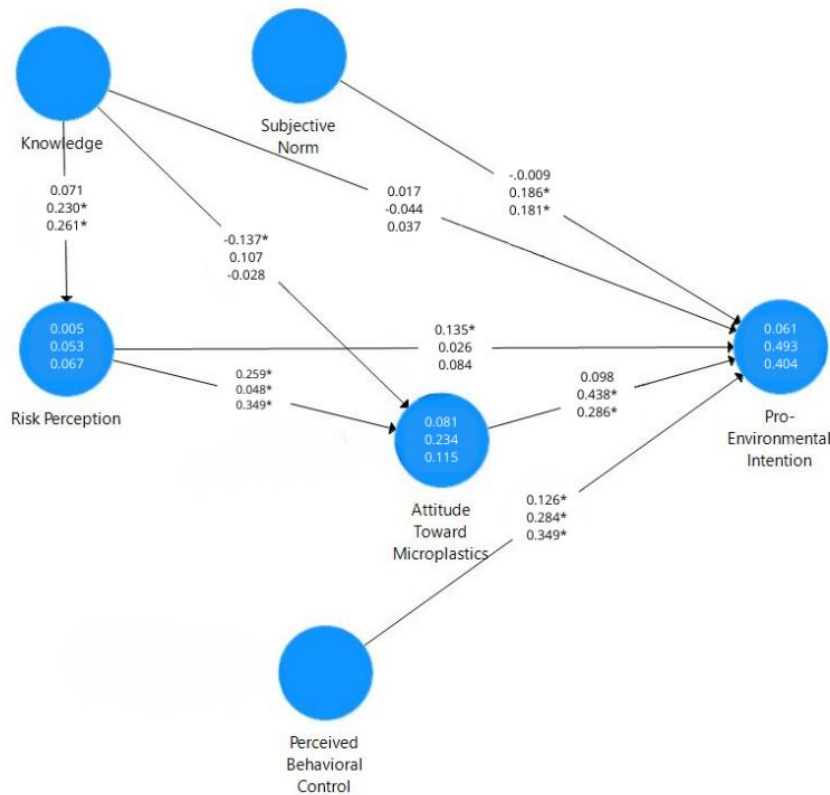 Knowledge
Subjective
Norm
0.071
0.230*
0.261*
-0.137*
0.107
-0.028
0.017
-0.044
0.037
-.0.009
0.186*
0.181*
0.005
0.053
0.067
Risk Perception
0.135*
0.026
0.084
0.259*
0.048*
0.349*
0.098
0.438*
0.286*
0.061
0.493
0.404
Pro-
Environmental
Intention
0.081
0.234
0.115
Attitude
Toward
Microplastics
0.126*
0.284*
0.349*
Perceived
Behavioral
Control